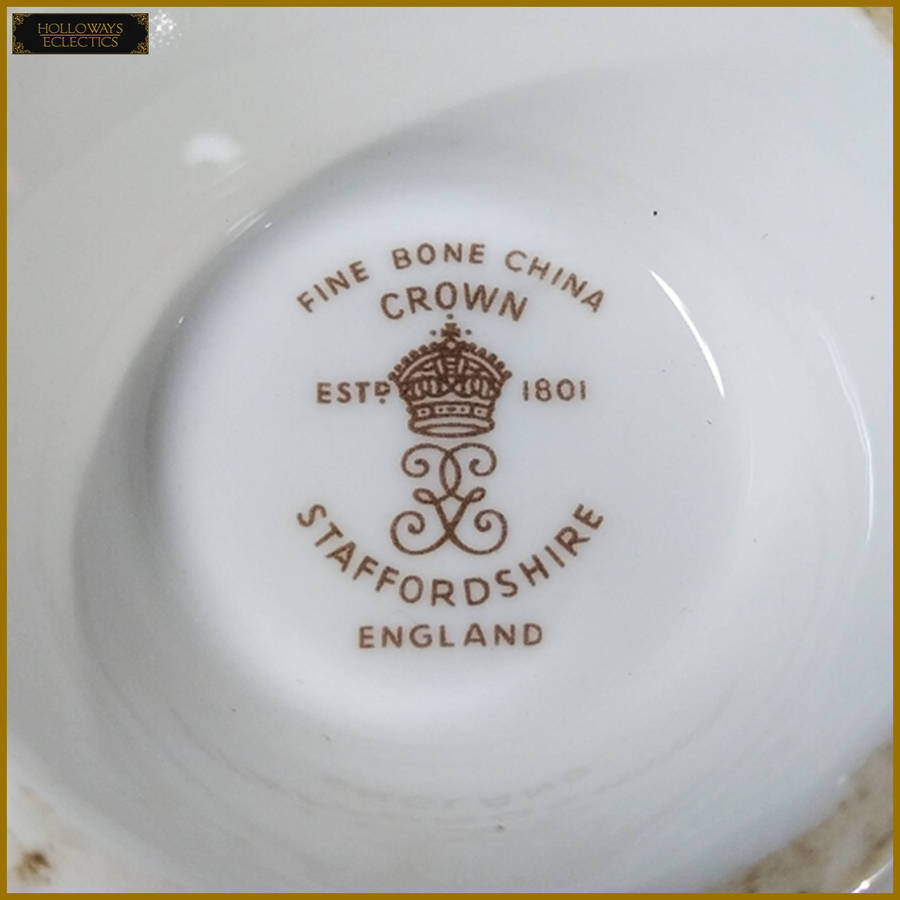 HOLLOWAYS
ECLECTICS
FINE BONE CHINA
CROWN
ESTD. 1801
STAFFORDSHIRE
ENGLAND